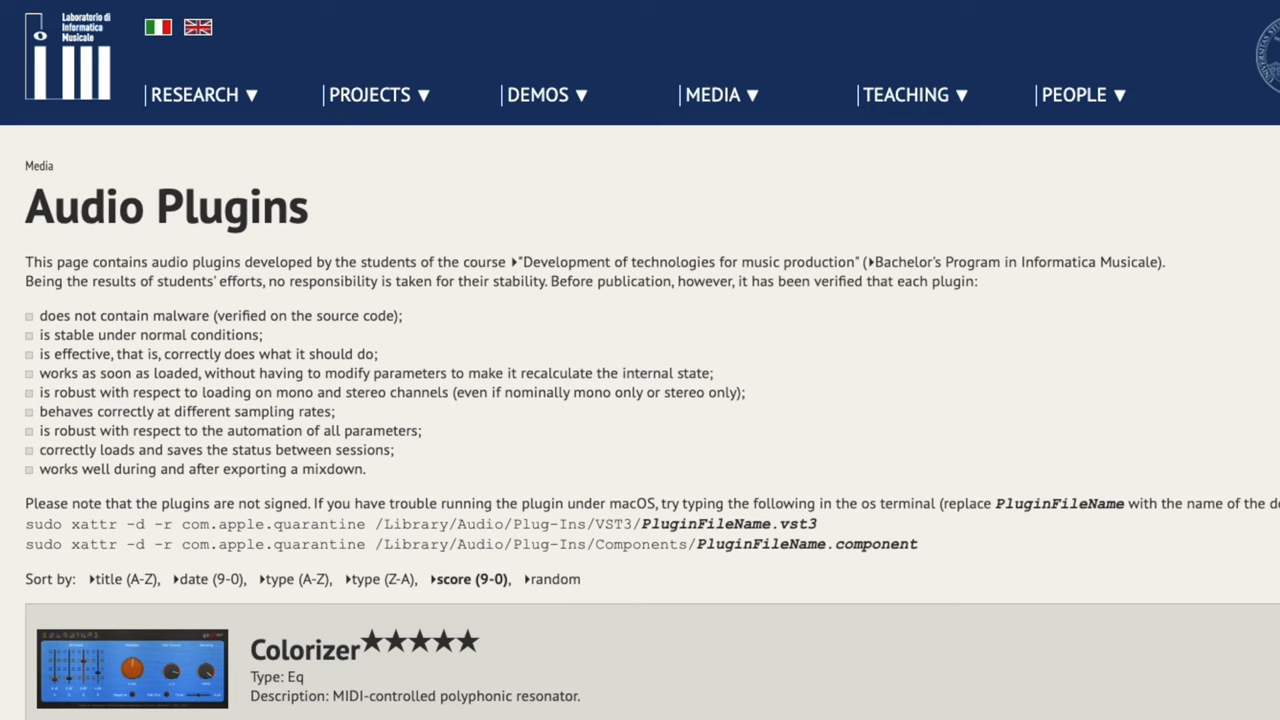 Laboratorio di
Informatica
Musicale
RESEARCH ▼ PROJECTS ▼ DEMOS ▼ MEDIA ▼ TEACHING ▼ PEOPLE ▼
Media
Audio Plugins
This page contains audio plugins developed by the students of the course "Development of technologies for music production" (Bachelor's Program in Informatica Musicale).
Being the results of students' efforts, no responsibility is taken for their stability. Before publication, however, it has been verified that each plugin:
does not contain malware (verified on the source code);
is stable under normal conditions;
is effective, that is, correctly does what it should do;
works as soon as loaded, without having to modify parameters to make it recalculate the internal state;
is robust with respect to loading on mono and stereo channels (even if nominally mono only or stereo only);
behaves correctly at different sampling rates;
is robust with respect to the automation of all parameters;
correctly loads and saves the status between sessions;
works well during and after exporting a mixdown.
Please note that the plugins are not signed. If you have trouble running the plugin under macOS, try typing the following in the os terminal (replace PluginFileName with the name of the
sudo xattr -d -r com.apple.quarantine /Library/Audio/Plug-Ins/VST3/PluginFileName.vst3
sudo xattr -d -r com.apple.quarantine /Library/Audio/Plug-Ins/Components/PluginFileName.component
Sort by: title (A-Z), date (9-0), type (A-Z), type (Z-A), score (9-0), random
Colorizer★★★★★
Type: Eq
Description: MIDI-controlled polyphonic resonator.